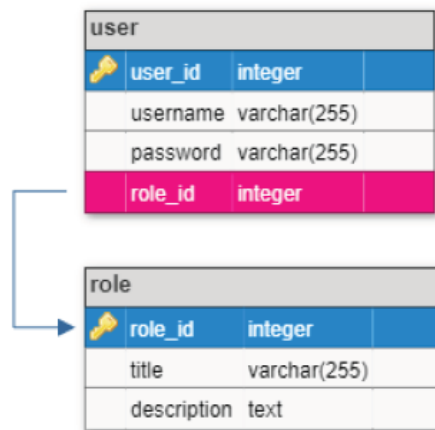 user
user_id integer
username varchar(255)
password varchar(255)
role_id integer
role
role_id integer
title varchar(255)
description text